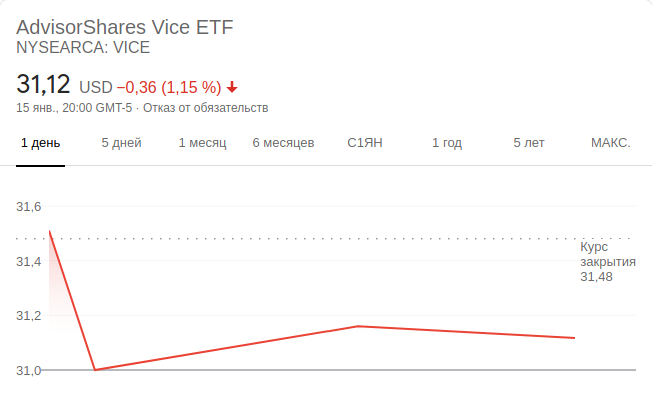 AdvisorShares Vice ETF
NYSEARCA: VICE
31,12 USD −0,36 (1,15 %)
15 янв., 20:00 GMT-5 · Отказ от обязательств
1 день 5 дней 1 месяц 6 месяцев С1ЯН 1 год 5 лет МАКС.
31,6
Курс
закрытия
31,48
31,4
31,2
31,0